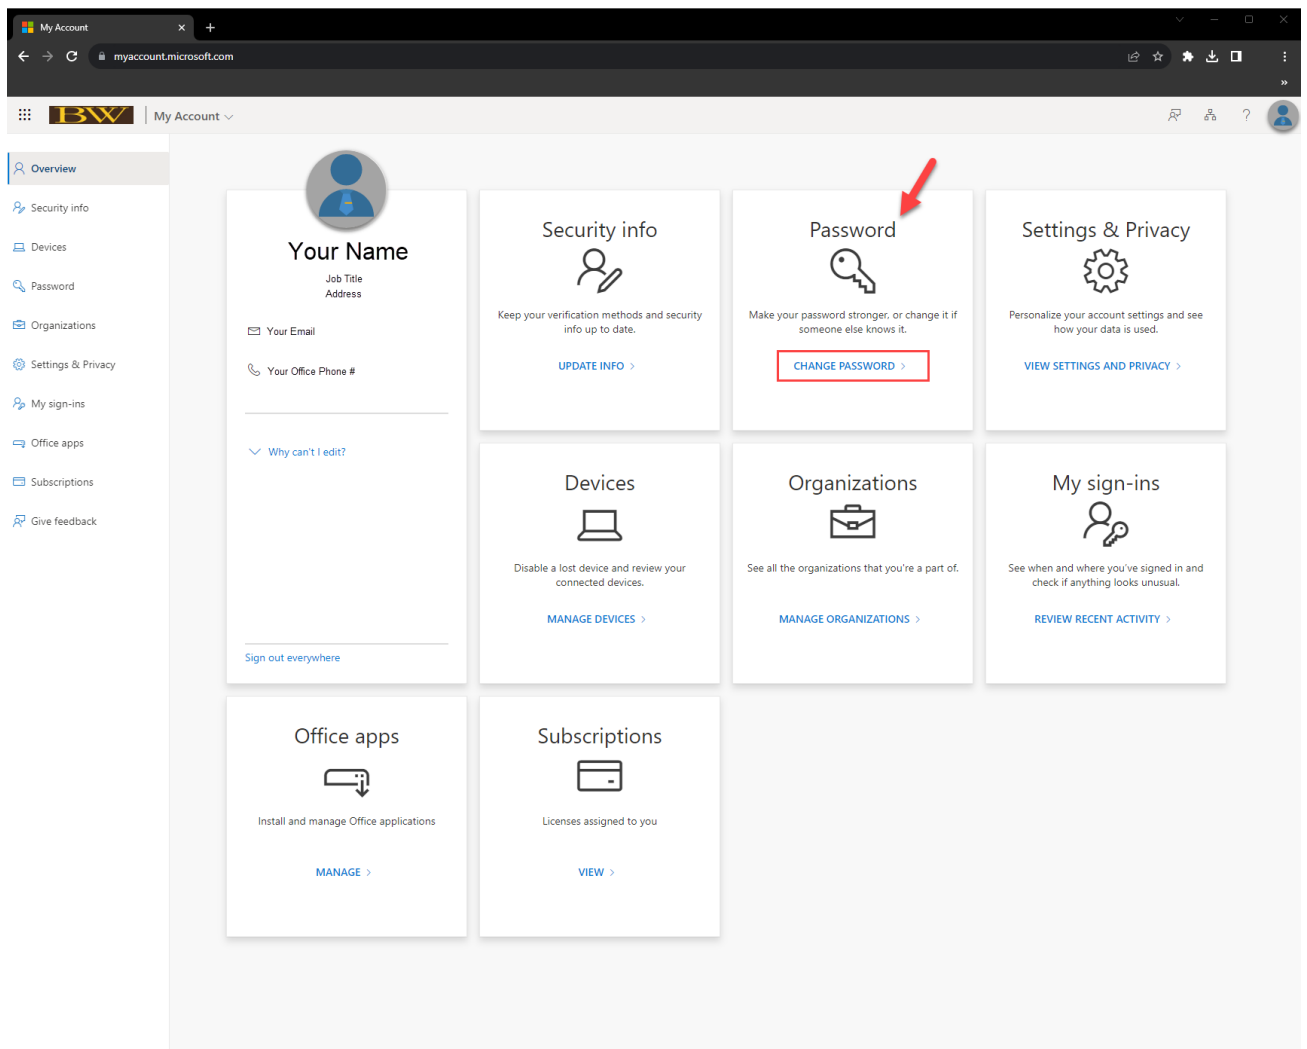 My Account
myaccount.microsoft.com
BW
My Account
Overview
Security info
Devices
Password
Organizations
Settings & Privacy
My sign-ins
Office apps
Subscriptions
Give feedback
Your Name
Job Title
Address
Your Email
Your Office Phone #
Why can't I edit?
Sign out everywhere
Security info
Keep your verification methods and security
info up to date.
UPDATE INFO
Password
Make your password stronger, or change it if
someone else knows it.
CHANGE PASSWORD
Settings & Privacy
Personalize your account settings and see
how your data is used.
VIEW SETTINGS AND PRIVACY
Devices
Disable a lost device and review your
connected devices.
MANAGE DEVICES
Organizations
See all the organizations that you're a part of.
MANAGE ORGANIZATIONS
My sign-ins
See when and where you've signed in and
check if anything looks unusual.
REVIEW RECENT ACTIVITY
Office apps
Install and manage Office applications
MANAGE
Subscriptions
Licenses assigned to you
VIEW